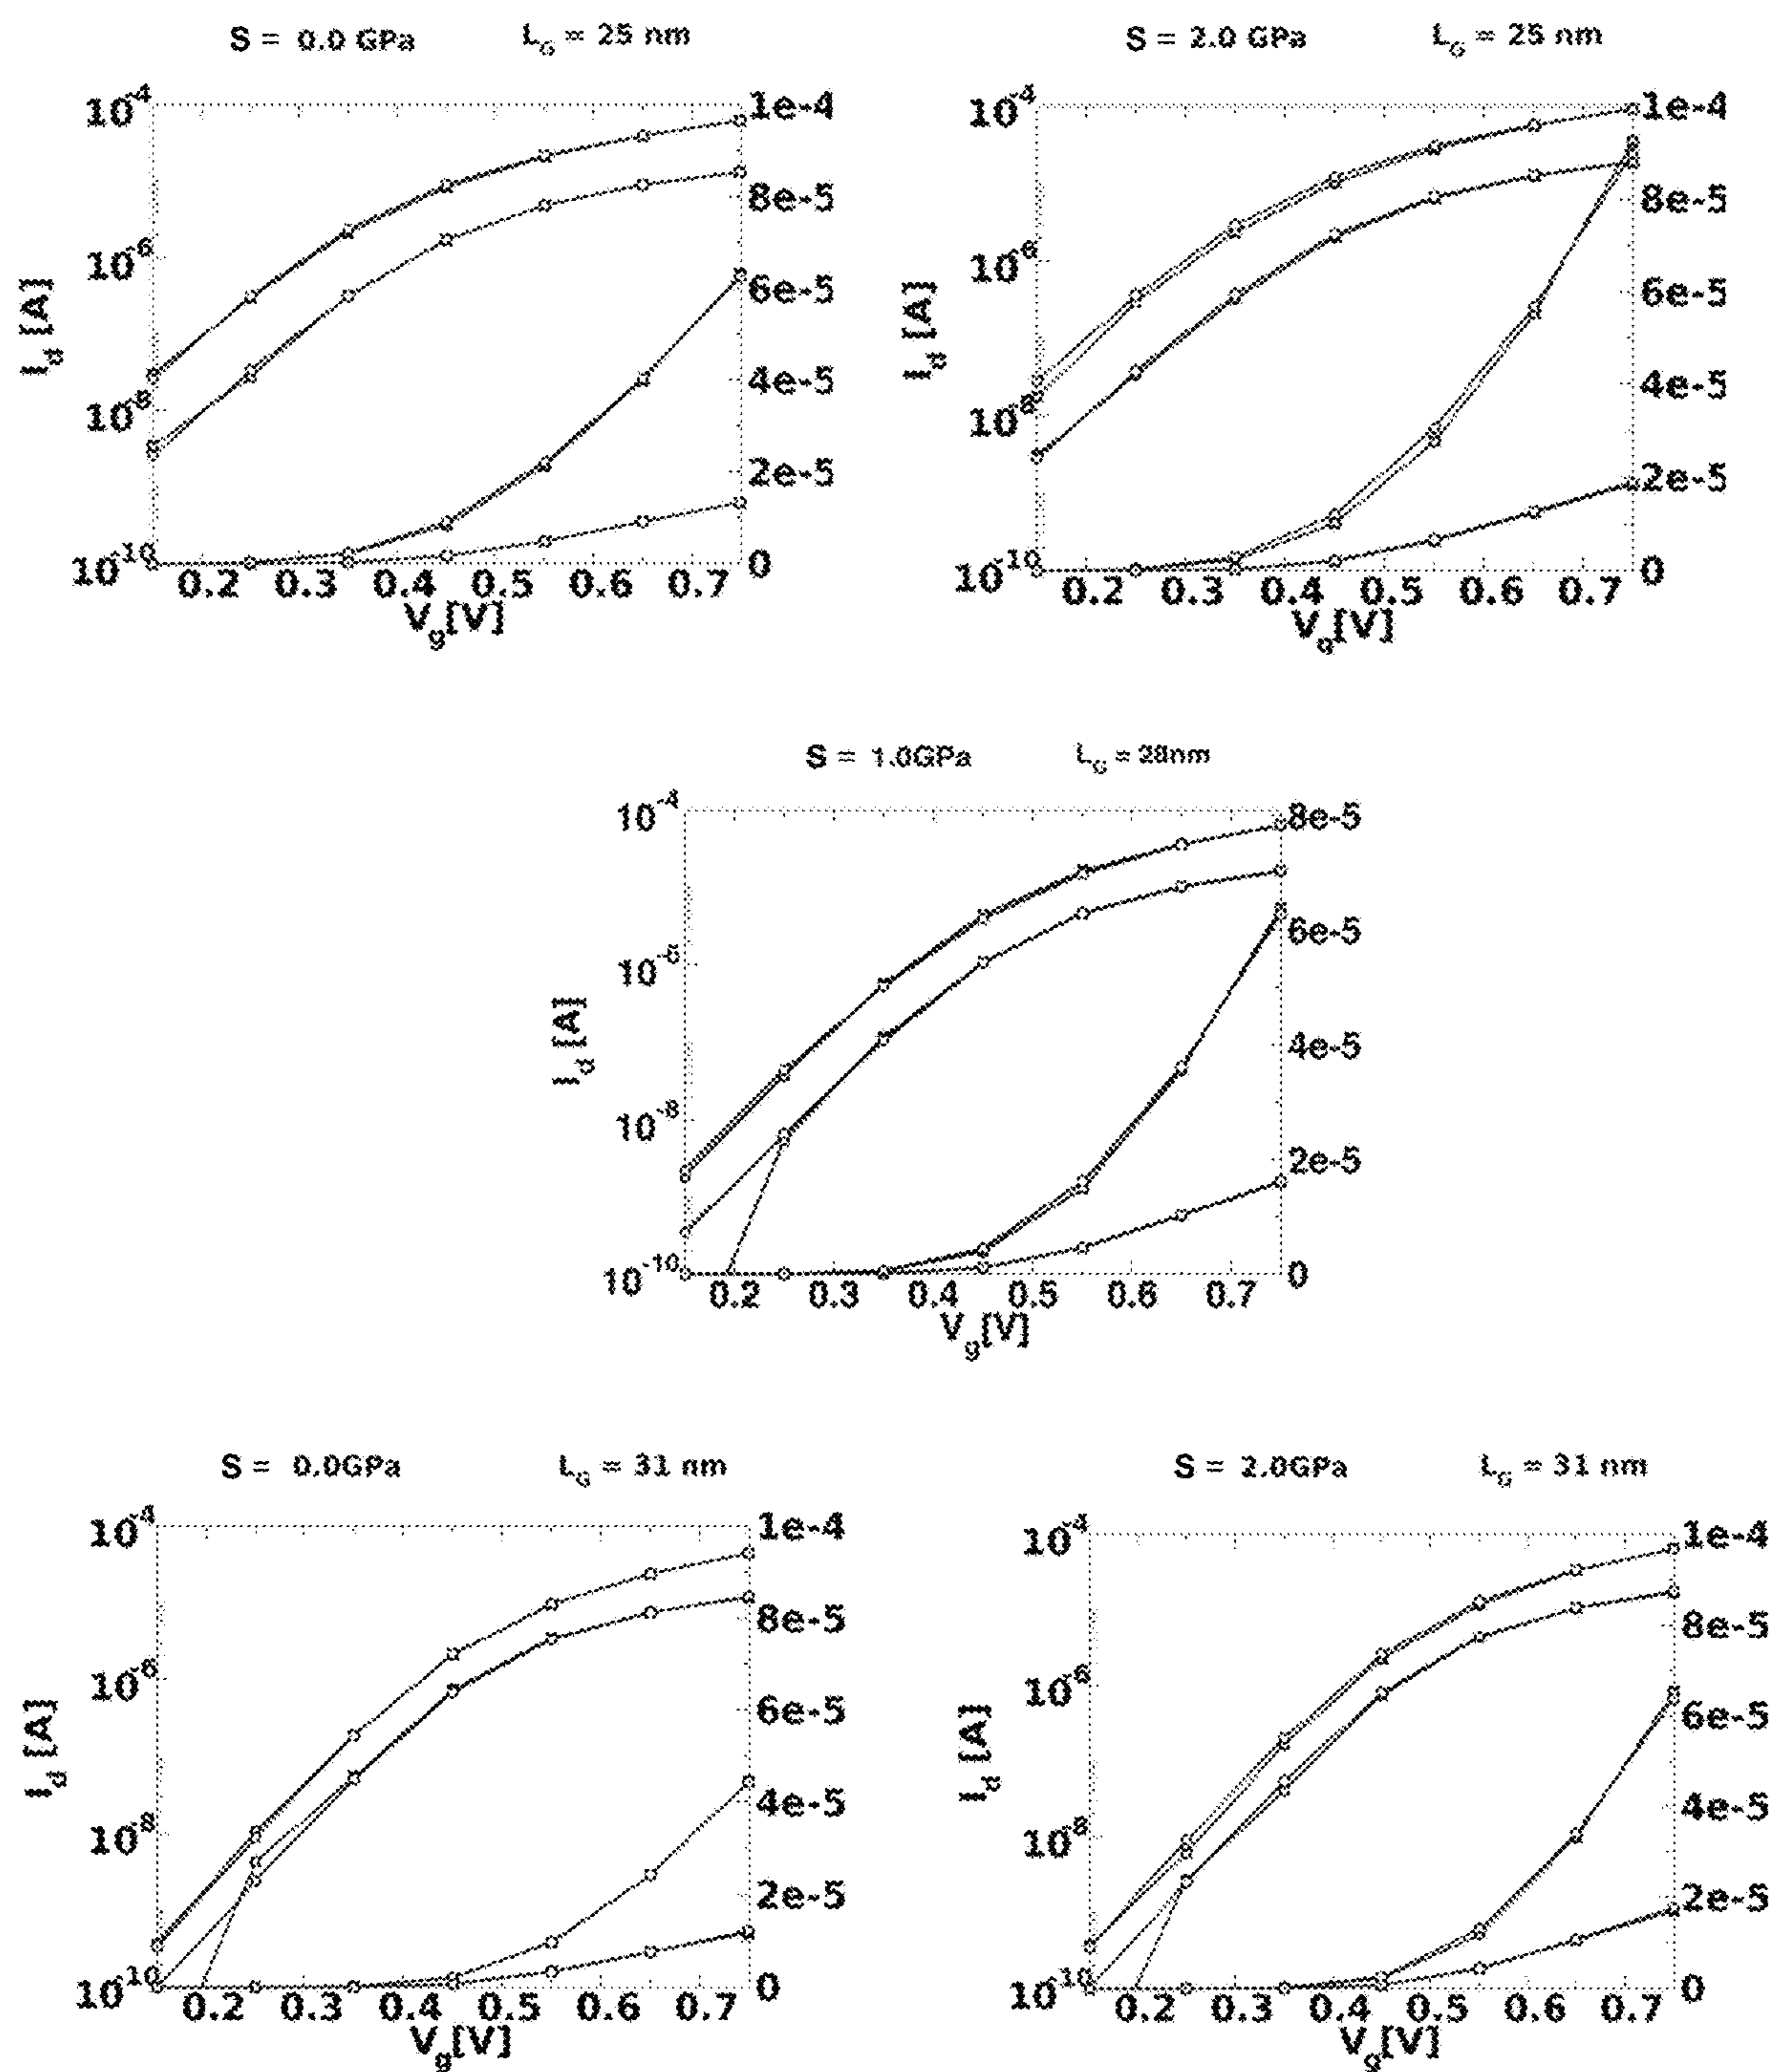 S = 0.0 GPa L_G = 25 nm
10^-4 1e-4
8e-5
10^-6
6e-5
I_d [A]
4e-5
10^-8
2e-5
10^-10 0
0.2 0.3 0.4 0.5 0.6 0.7
V_g[V]
S = 2.0 GPa L_G = 25 nm
10^-4 1e-4
8e-5
10^-6
6e-5
I_d [A]
4e-5
10^-8
2e-5
10^-10 0
0.2 0.3 0.4 0.5 0.6 0.7
V_g[V]
S = 1.0GPa L_G = 28nm
10^-4 8e-5
6e-5
10^-6
I_d [A]
4e-5
10^-8
2e-5
10^-10 0
0.2 0.3 0.4 0.5 0.6 0.7
V_g[V]
S = 0.0GPa L_G = 31 nm
10^-4 1e-4
8e-5
10^-6
6e-5
I_d [A]
4e-5
10^-8
2e-5
10^-10 0
0.2 0.3 0.4 0.5 0.6 0.7
V_g[V]
S = 2.0GPa L_G = 31 nm
10^-4 1e-4
8e-5
10^-6
6e-5
I_d [A]
4e-5
10^-8
2e-5
10^-10 0
0.2 0.3 0.4 0.5 0.6 0.7
V_g[V]